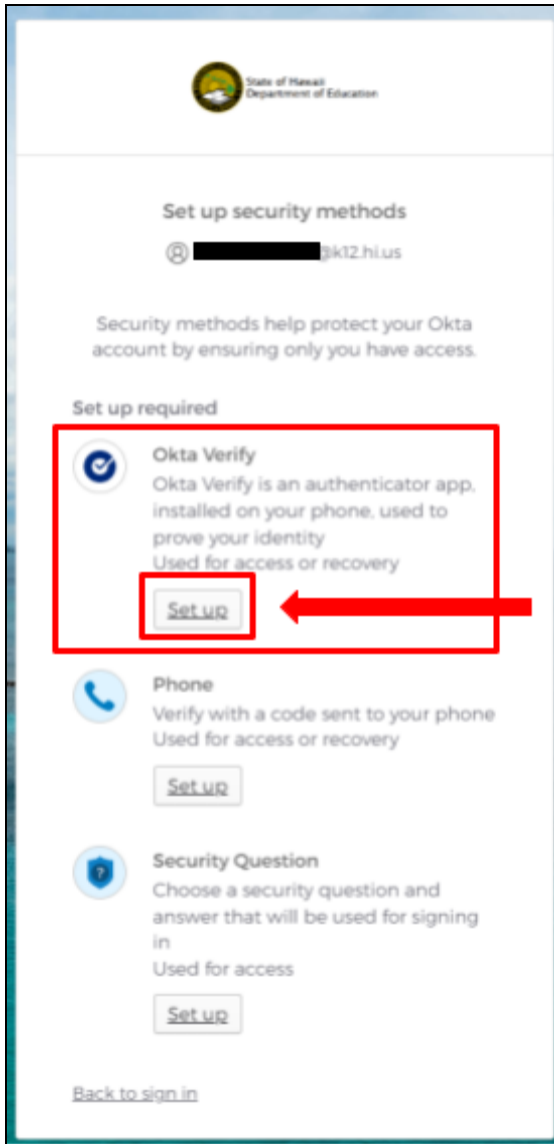 State of Hawaii
Department of Education
Set up security methods
@k12.hi.us
Security methods help protect your Okta
account by ensuring only you have access.
Set up required
Okta Verify
Okta Verify is an authenticator app,
installed on your phone, used to
prove your identity
Used for access or recovery
Set up
Phone
Verify with a code sent to your phone
Used for access or recovery
Set up
Security Question
Choose a security question and
answer that will be used for signing
in
Used for access
Set up
Back to sign in